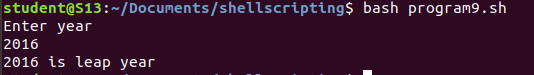 student@S13:~/Documents/shellscripting$ bash program9.sh
Enter year
2016
2016 is leap year